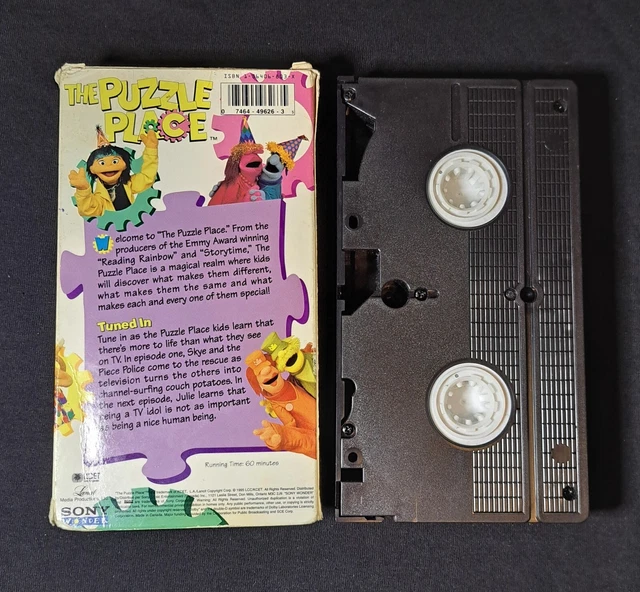 ISBN 1-56406-
THE PUZZLE
PLACE™
0 7464-49626-3
Welcome to "The Puzzle Place." From the
producers of the Emmy Award winning
"Reading Rainbow" and "Storytime," The
Puzzle Place is a magical realm where kids
will discover what makes them different,
what makes them the same and what
makes each and every one of them special!
Tuned In
Tune in as the Puzzle Place kids learn that
there's more to life than what they see
on TV. In episode one, Skye and the
Piece Police come to the rescue as
television turns the others into
channel-surfing couch potatoes. In
the next episode, Julie learns that
being a TV idol is not as important
as being a nice human being.
Running Time: 60 minutes
KCET
Lancit
Media Productions
SONY
WONDER